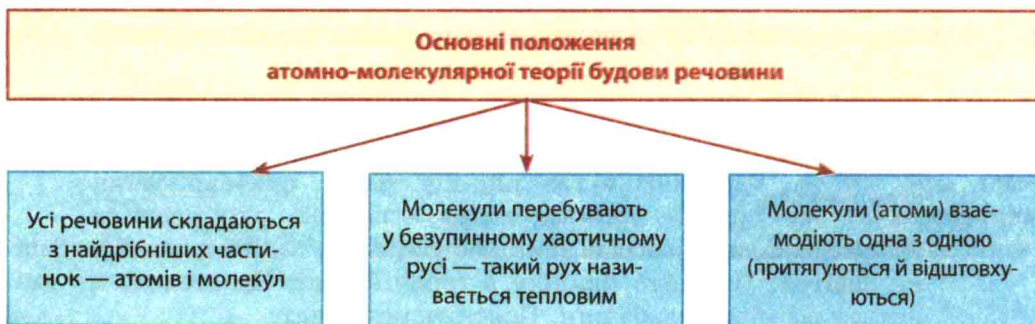 Основні положення
атомно-молекулярної теорії будови речовини
Усі речовини складаються
з найдрібніших части-
нок — атомів і молекул
Молекули перебувають
у безупинному хаотичному
русі — такий рух нази-
вається тепловим
Молекули (атоми) взає-
модіють одна з одною
(притягуються й відштовху-
ються)